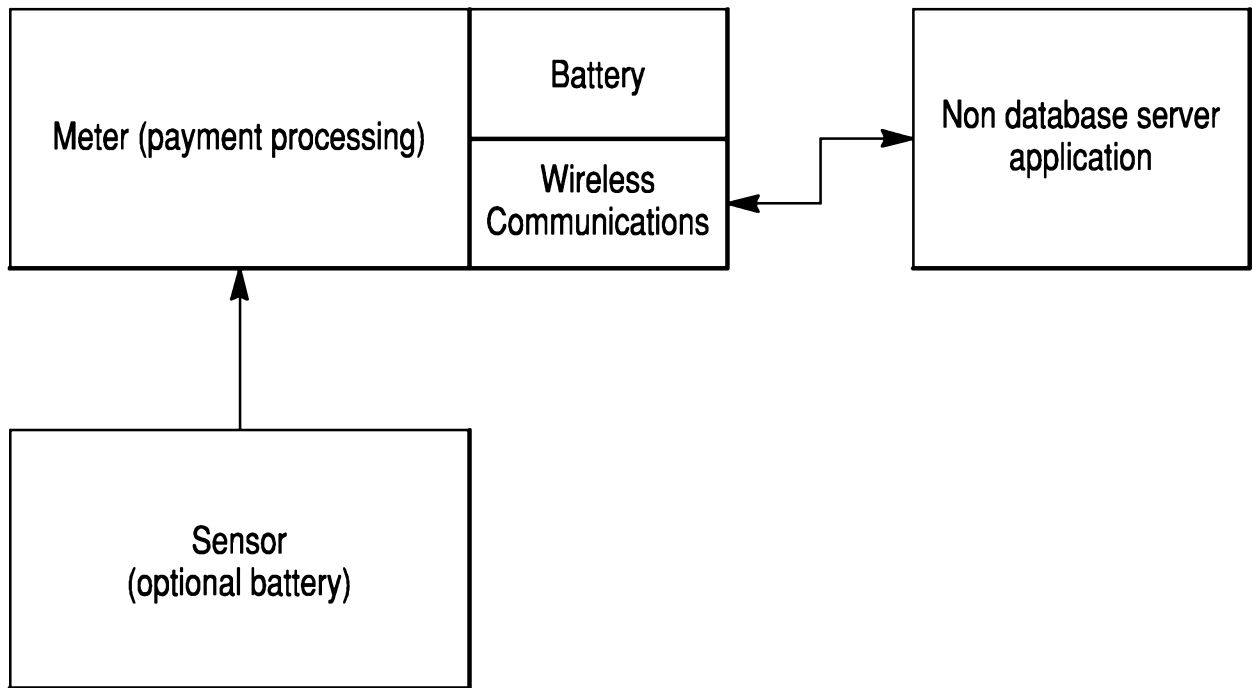 Meter (payment processing)
Battery
Wireless
Communications
Non database server
application
Sensor
(optional battery)